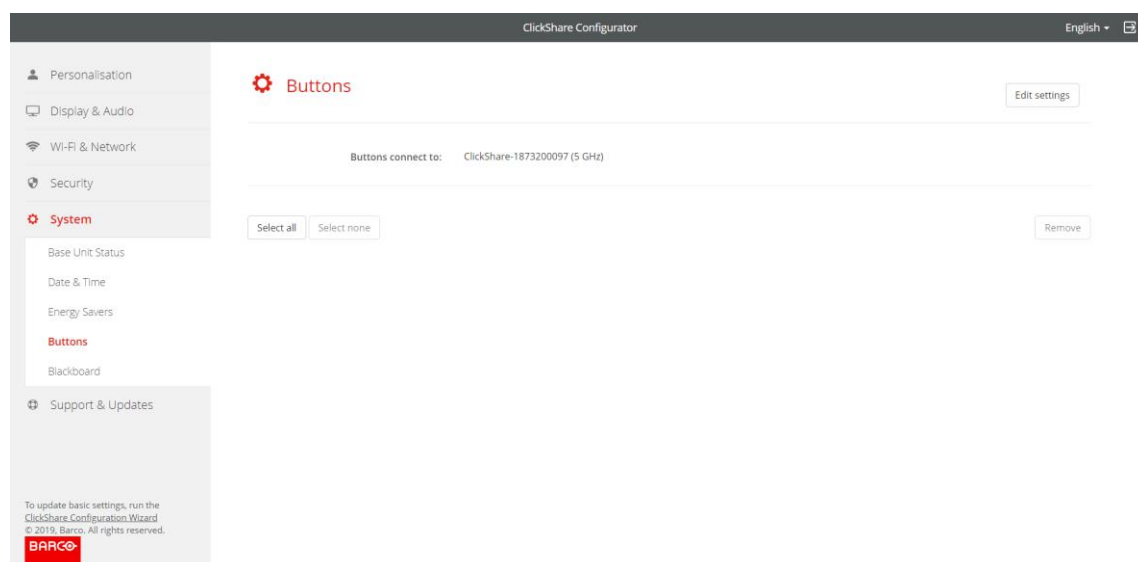 ClickShare Configurator
English
Personalisation
Display & Audio
Wi-Fi & Network
Security
System
Base Unit Status
Date & Time
Energy Savers
Buttons
Blackboard
Support & Updates
To update basic settings, run the
ClickShare Configuration Wizard
© 2019, Barco. All rights reserved.
BARCO
Buttons
Edit settings
Buttons connect to: ClickShare-1873200097 (5 GHz)
Select all Select none Remove